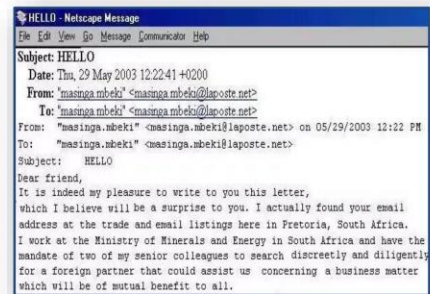 HELLO - Netscape Message
File Edit View Go Message Communicator Help
Subject: HELLO
Date: Thu, 29 May 2003 12:22:41 +0200
From: "masinga.mbeki" <masinga.mbeki@laposte.net>
To: "masinga.mbeki" <masinga.mbeki@laposte.net>
From: "masinga.mbeki" <masinga.mbeki@laposte.net> on 05/29/2003 12:22 PM
To: "masinga.mbeki" <masinga.mbeki@laposte.net>
Subject: HELLO
Dear friend,
It is indeed my pleasure to write to you this letter,
which I believe will be a surprise to you. I actually found your email
address at the trade and email listings here in Pretoria, South Africa.
I work at the Ministry of Minerals and Energy in South Africa and have the
mandate of two of my senior colleagues to search discreetly and diligently
for a foreign partner that could assist us concerning a business matter
which will be of mutual benefit to all.